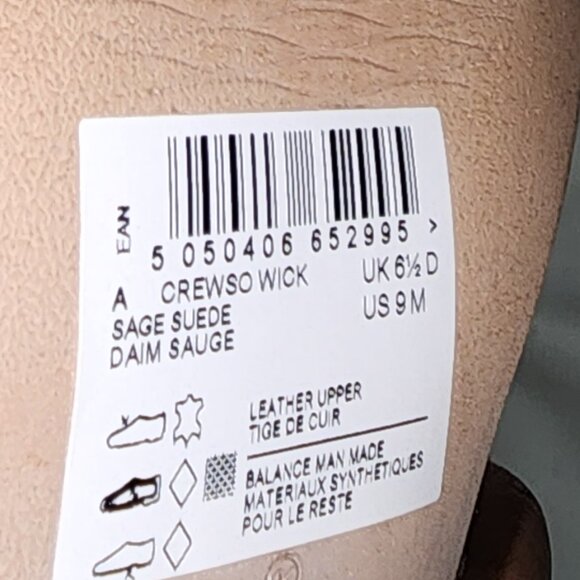 EAN
5 050406 652995 >
A CREWSO WICK UK 6½ D
SAGE SUEDE US 9 M
DAIM SAUGE
LEATHER UPPER
TIGE DE CUIR
BALANCE MAN MADE
MATERIAUX SYNTHETIQUES
POUR LE RESTE